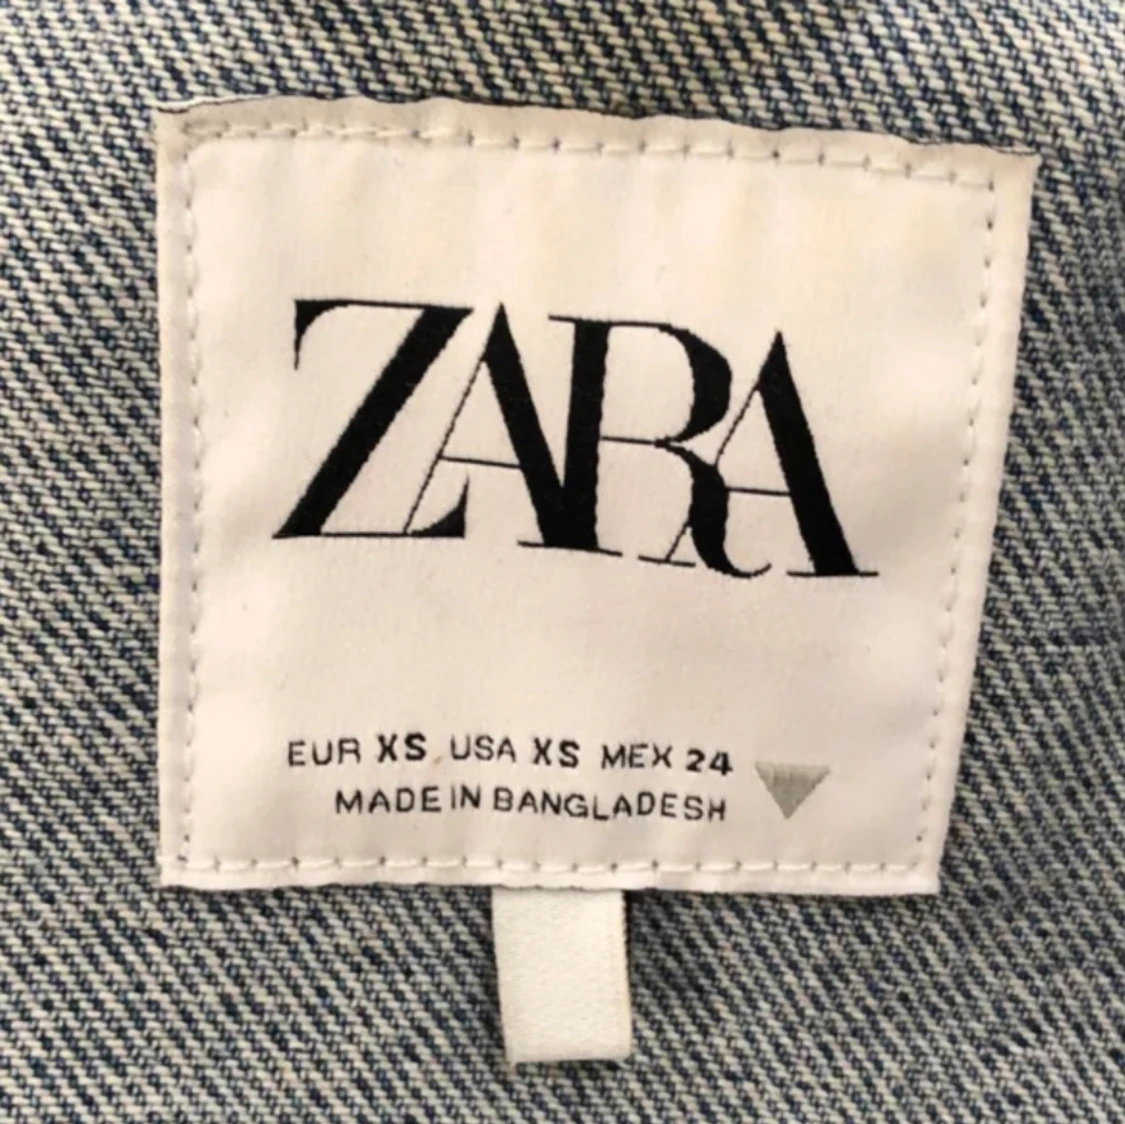 ZARA
EUR XS USA XS MEX 24
MADE IN BANGLADESH